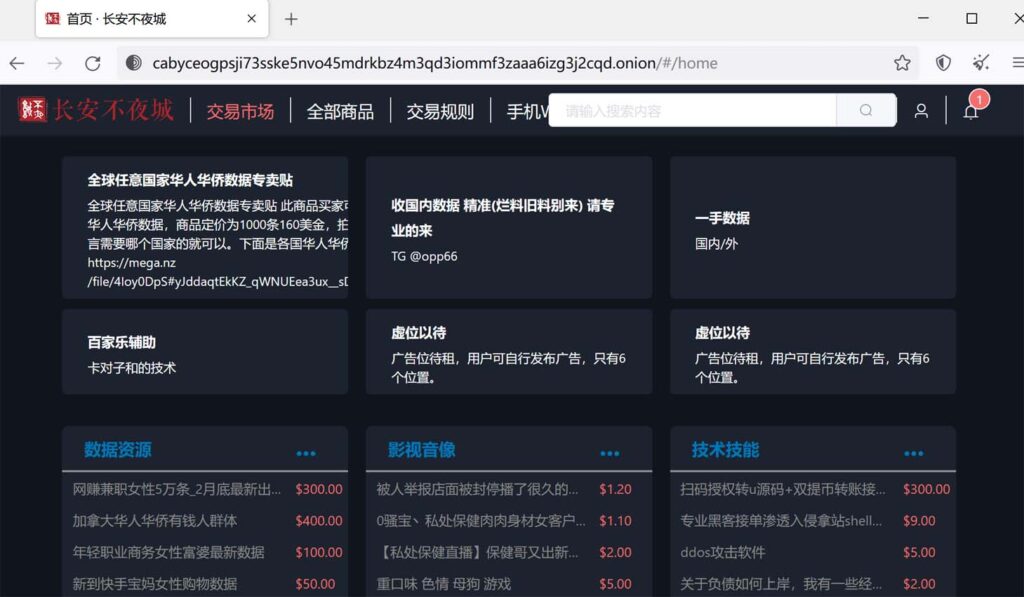 首页 · 长安不夜城
cabyceogpsji73sske5nvo45mdrkbz4m3qd3iommf3zaaa6izg3j2cqd.onion/#/home
长安不夜城 交易市场 全部商品 交易规则 手机W 请输入搜索内容 1
全球任意国家华人华侨数据专卖贴
全球任意国家华人华侨数据专卖贴 此商品买家可
华人华侨数据，商品定价为1000条160美金，拍
言需要哪个国家的就可以。下面是各国华人华侨
https://mega.nz
/file/4Ioy0DpS#yJddaqtEkKZ_qWNUEea3ux__sD
收国内数据 精准(烂料旧料别来) 请专
业的来
TG @opp66
一手数据
国内/外
百家乐辅助
卡对子和的技术
虚位以待
广告位待租，用户可自行发布广告，只有6
个位置。
虚位以待
广告位待租，用户可自行发布广告，只有6
个位置。
数据资源 •••
网赚兼职女性5万条_2月底最新出... $300.00
加拿大华人华侨有钱人群体 $400.00
年轻职业商务女性富婆最新数据 $100.00
新到快手宝妈女性购物数据 $50.00
影视音像 •••
被人举报店面被封停播了很久的... $1.20
0骚宝丶私处保健肉肉身材女客户... $1.10
【私处保健直播】保健哥又出新... $2.00
重口味 色情 母狗 游戏 $5.00
技术技能 •••
扫码授权转u源码+双提币转账接... $300.00
专业黑客接单渗透入侵拿站shell... $9.00
ddos攻击软件 $5.00
关于负债如何上岸，我有一些经... $2.00